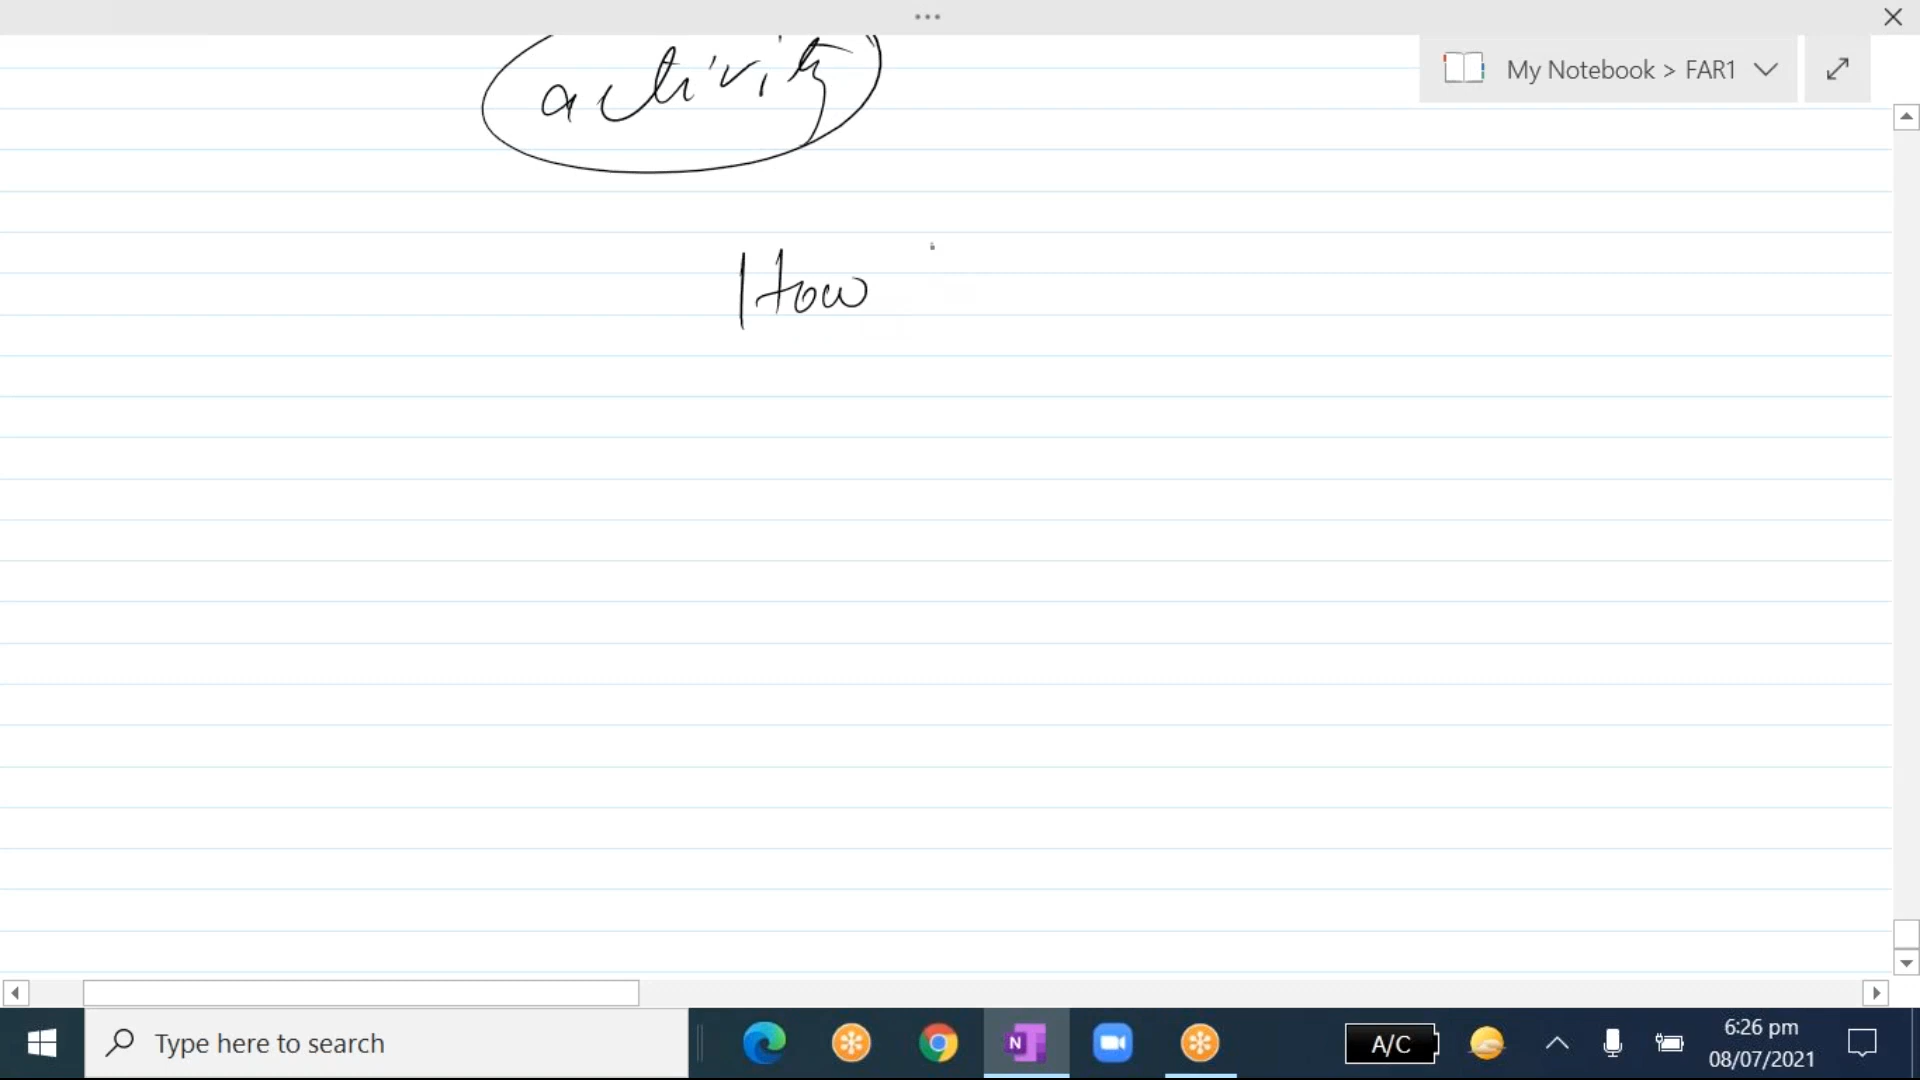 activity
My Notebook > FAR1
How
Type here to search
N
A/C
6:26 pm
08/07/2021